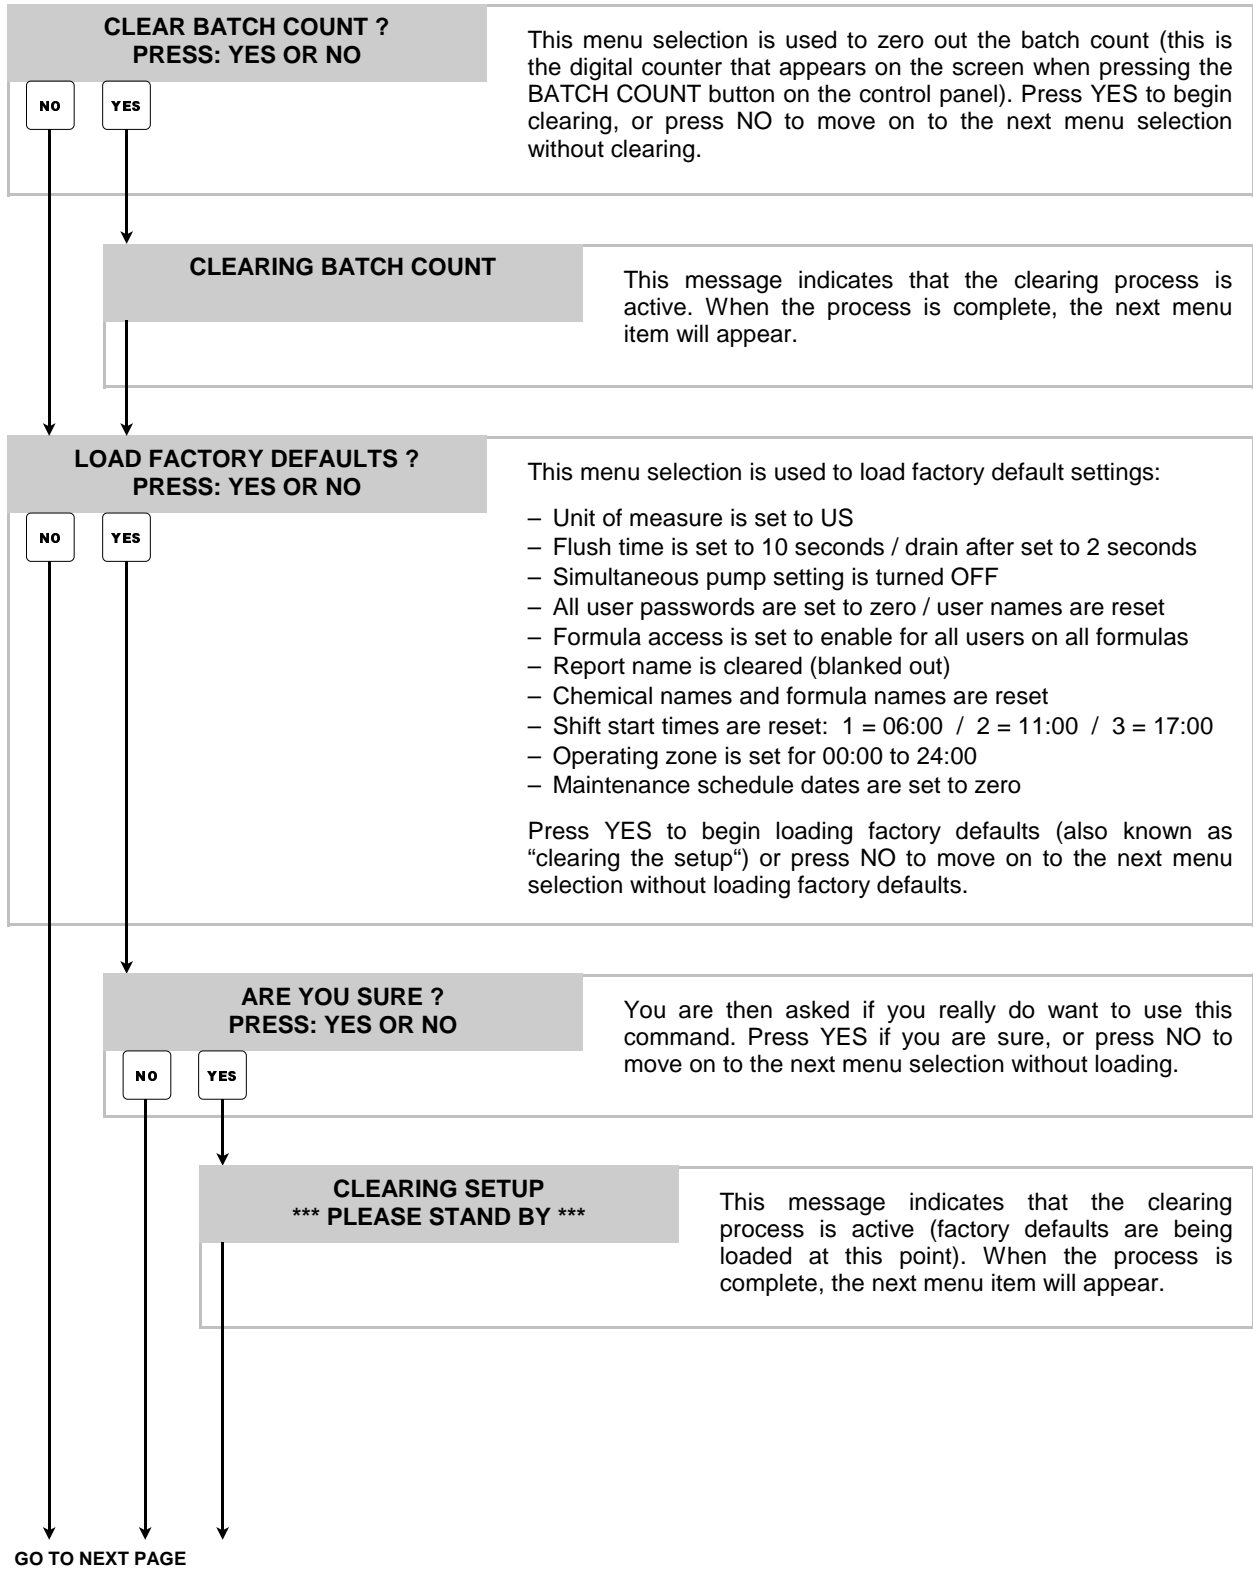 CLEAR BATCH COUNT ?
PRESS: YES OR NO
NO
YES
This menu selection is used to zero out the batch count (this is
the digital counter that appears on the screen when pressing the
BATCH COUNT button on the control panel). Press YES to begin
clearing, or press NO to move on to the next menu selection
without clearing.
CLEARING BATCH COUNT
This message indicates that the clearing process is
active. When the process is complete, the next menu
item will appear.
LOAD FACTORY DEFAULTS ?
PRESS: YES OR NO
NO
YES
This menu selection is used to load factory default settings:
– Unit of measure is set to US
– Flush time is set to 10 seconds / drain after set to 2 seconds
– Simultaneous pump setting is turned OFF
– All user passwords are set to zero / user names are reset
– Formula access is set to enable for all users on all formulas
– Report name is cleared (blanked out)
– Chemical names and formula names are reset
– Shift start times are reset: 1 = 06:00 / 2 = 11:00 / 3 = 17:00
– Operating zone is set for 00:00 to 24:00
– Maintenance schedule dates are set to zero
Press YES to begin loading factory defaults (also known as
“clearing the setup“) or press NO to move on to the next menu
selection without loading factory defaults.
ARE YOU SURE ?
PRESS: YES OR NO
NO
YES
You are then asked if you really do want to use this
command. Press YES if you are sure, or press NO to
move on to the next menu selection without loading.
CLEARING SETUP
*** PLEASE STAND BY ***
This message indicates that the clearing
process is active (factory defaults are being
loaded at this point). When the process is
complete, the next menu item will appear.
GO TO NEXT PAGE